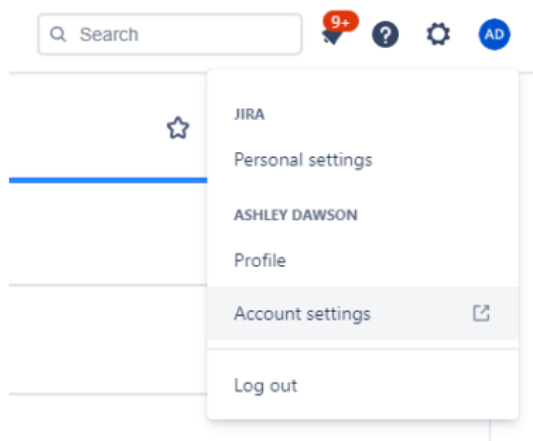 Search
9+
?
AD
JIRA
Personal settings
ASHLEY DAWSON
Profile
Account settings
Log out